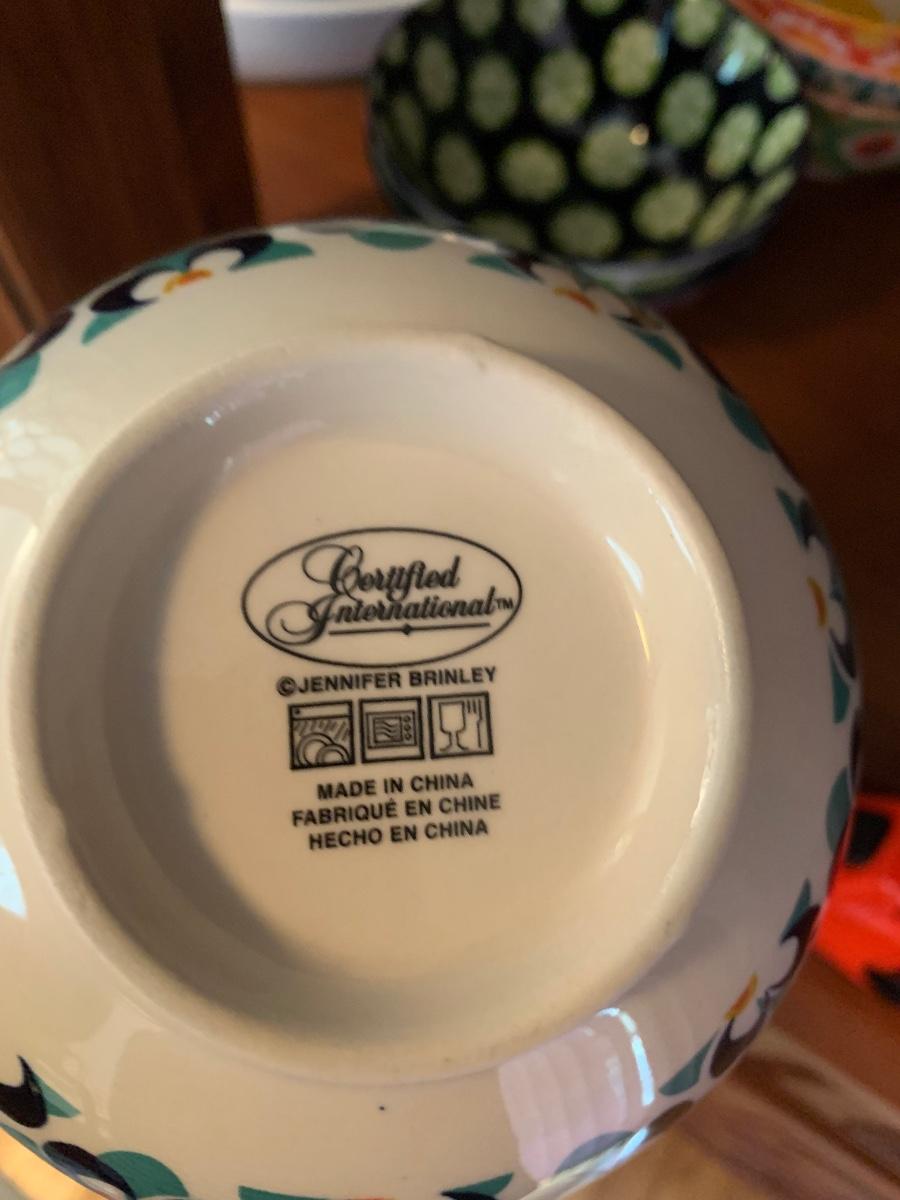 Certified
International™
©JENNIFER BRINLEY
MADE IN CHINA
FABRIQUÉ EN CHINE
HECHO EN CHINA